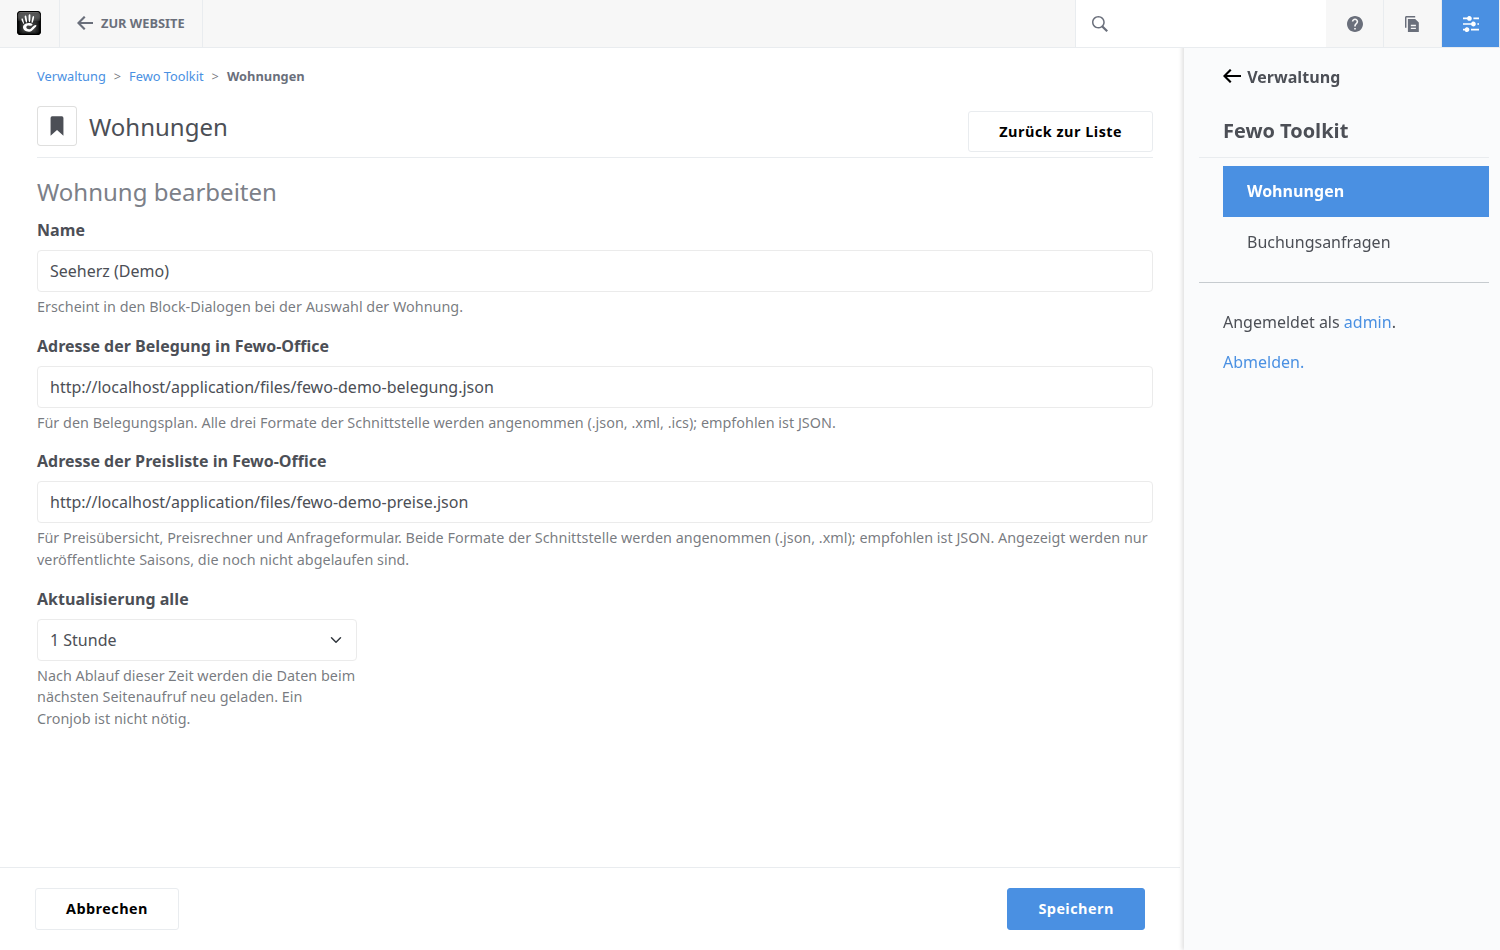 ZUR WEBSITE
Verwaltung > Fewo Toolkit > Wohnungen
Wohnungen
Zurück zur Liste
Wohnung bearbeiten
Name
Seeherz (Demo)
Erscheint in den Block-Dialogen bei der Auswahl der Wohnung.
Adresse der Belegung in Fewo-Office
http://localhost/application/files/fewo-demo-belegung.json
Für den Belegungsplan. Alle drei Formate der Schnittstelle werden angenommen (.json, .xml, .ics); empfohlen ist JSON.
Adresse der Preisliste in Fewo-Office
http://localhost/application/files/fewo-demo-preise.json
Für Preisübersicht, Preisrechner und Anfrageformular. Beide Formate der Schnittstelle werden angenommen (.json, .xml); empfohlen ist JSON. Angezeigt werden nur
veröffentlichte Saisons, die noch nicht abgelaufen sind.
Aktualisierung alle
1 Stunde
Nach Ablauf dieser Zeit werden die Daten beim
nächsten Seitenaufruf neu geladen. Ein
Cronjob ist nicht nötig.
Abbrechen
Speichern
Verwaltung
Fewo Toolkit
Wohnungen
Buchungsanfragen
Angemeldet als admin.
Abmelden.